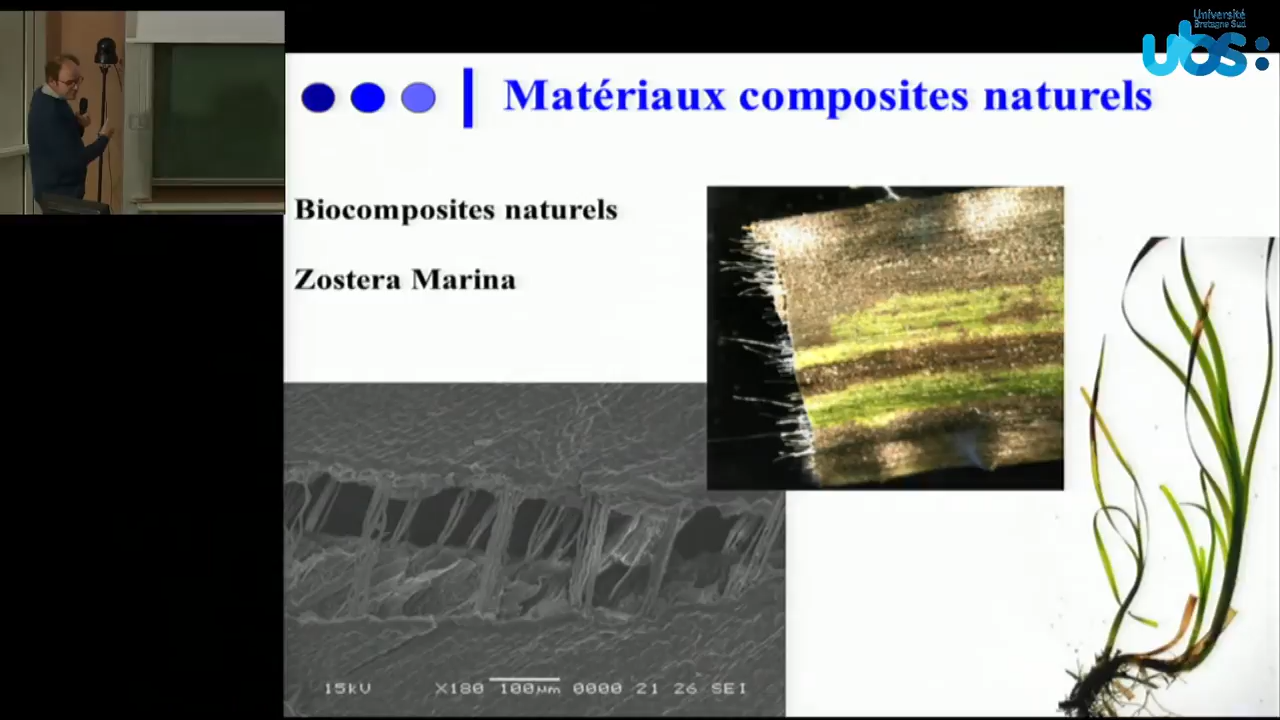 Université
Bretagne Sud
ubs:
Matériaux composites naturels
Biocomposites naturels
Zostera Marina
15kV X180 100µm 0000 21 26 SEI